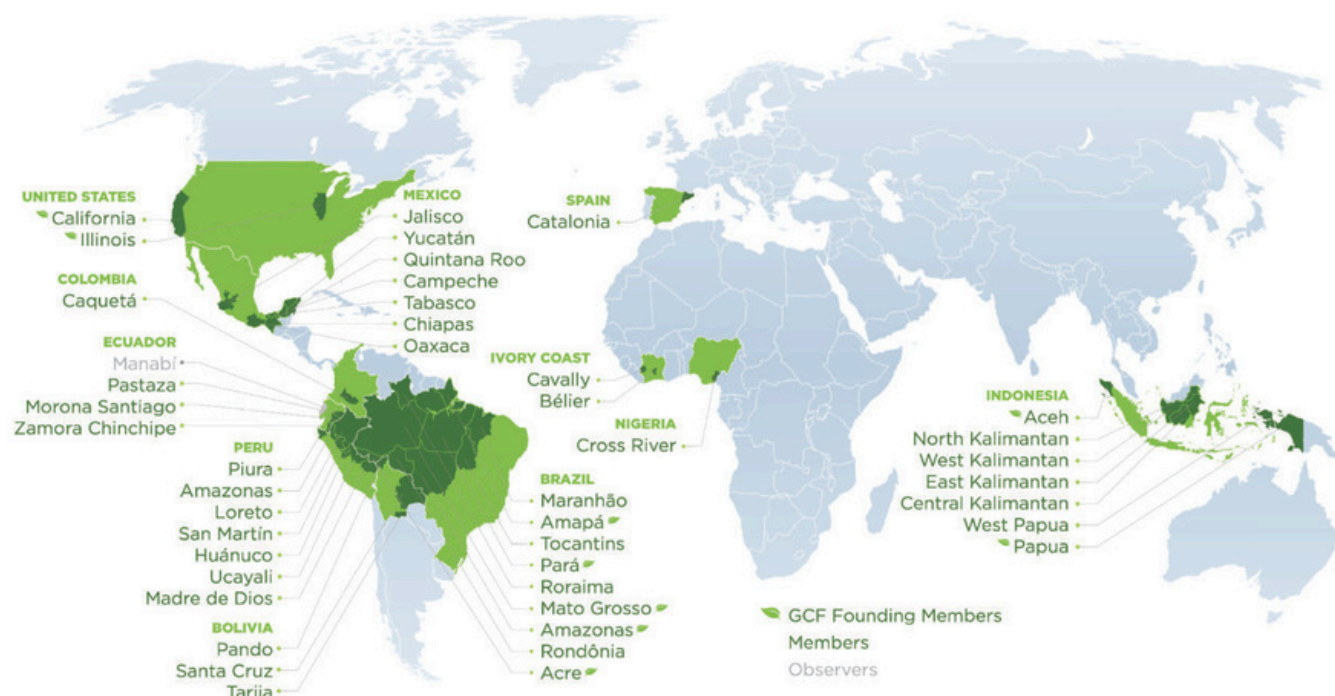 UNITED STATES
California
Illinois
COLOMBIA
Caquetá
ECUADOR
Manabí
Pastaza
Morona Santiago
Zamora Chinchipe
PERU
Piura
Amazonas
Loreto
San Martín
Huánuco
Ucayali
Madre de Dios
BOLIVIA
Pando
Santa Cruz
Tarija
MEXICO
Jalisco
Yucatán
Quintana Roo
Campeche
Tabasco
Chiapas
Oaxaca
BRAZIL
Maranhão
Amapá
Tocantins
Pará
Roraima
Mato Grosso
Amazonas
Rondônia
Acre
SPAIN
Catalonia
IVORY COAST
Cavally
Bélier
NIGERIA
Cross River
INDONESIA
Aceh
North Kalimantan
West Kalimantan
East Kalimantan
Central Kalimantan
West Papua
Papua
GCF Founding Members
Members
Observers